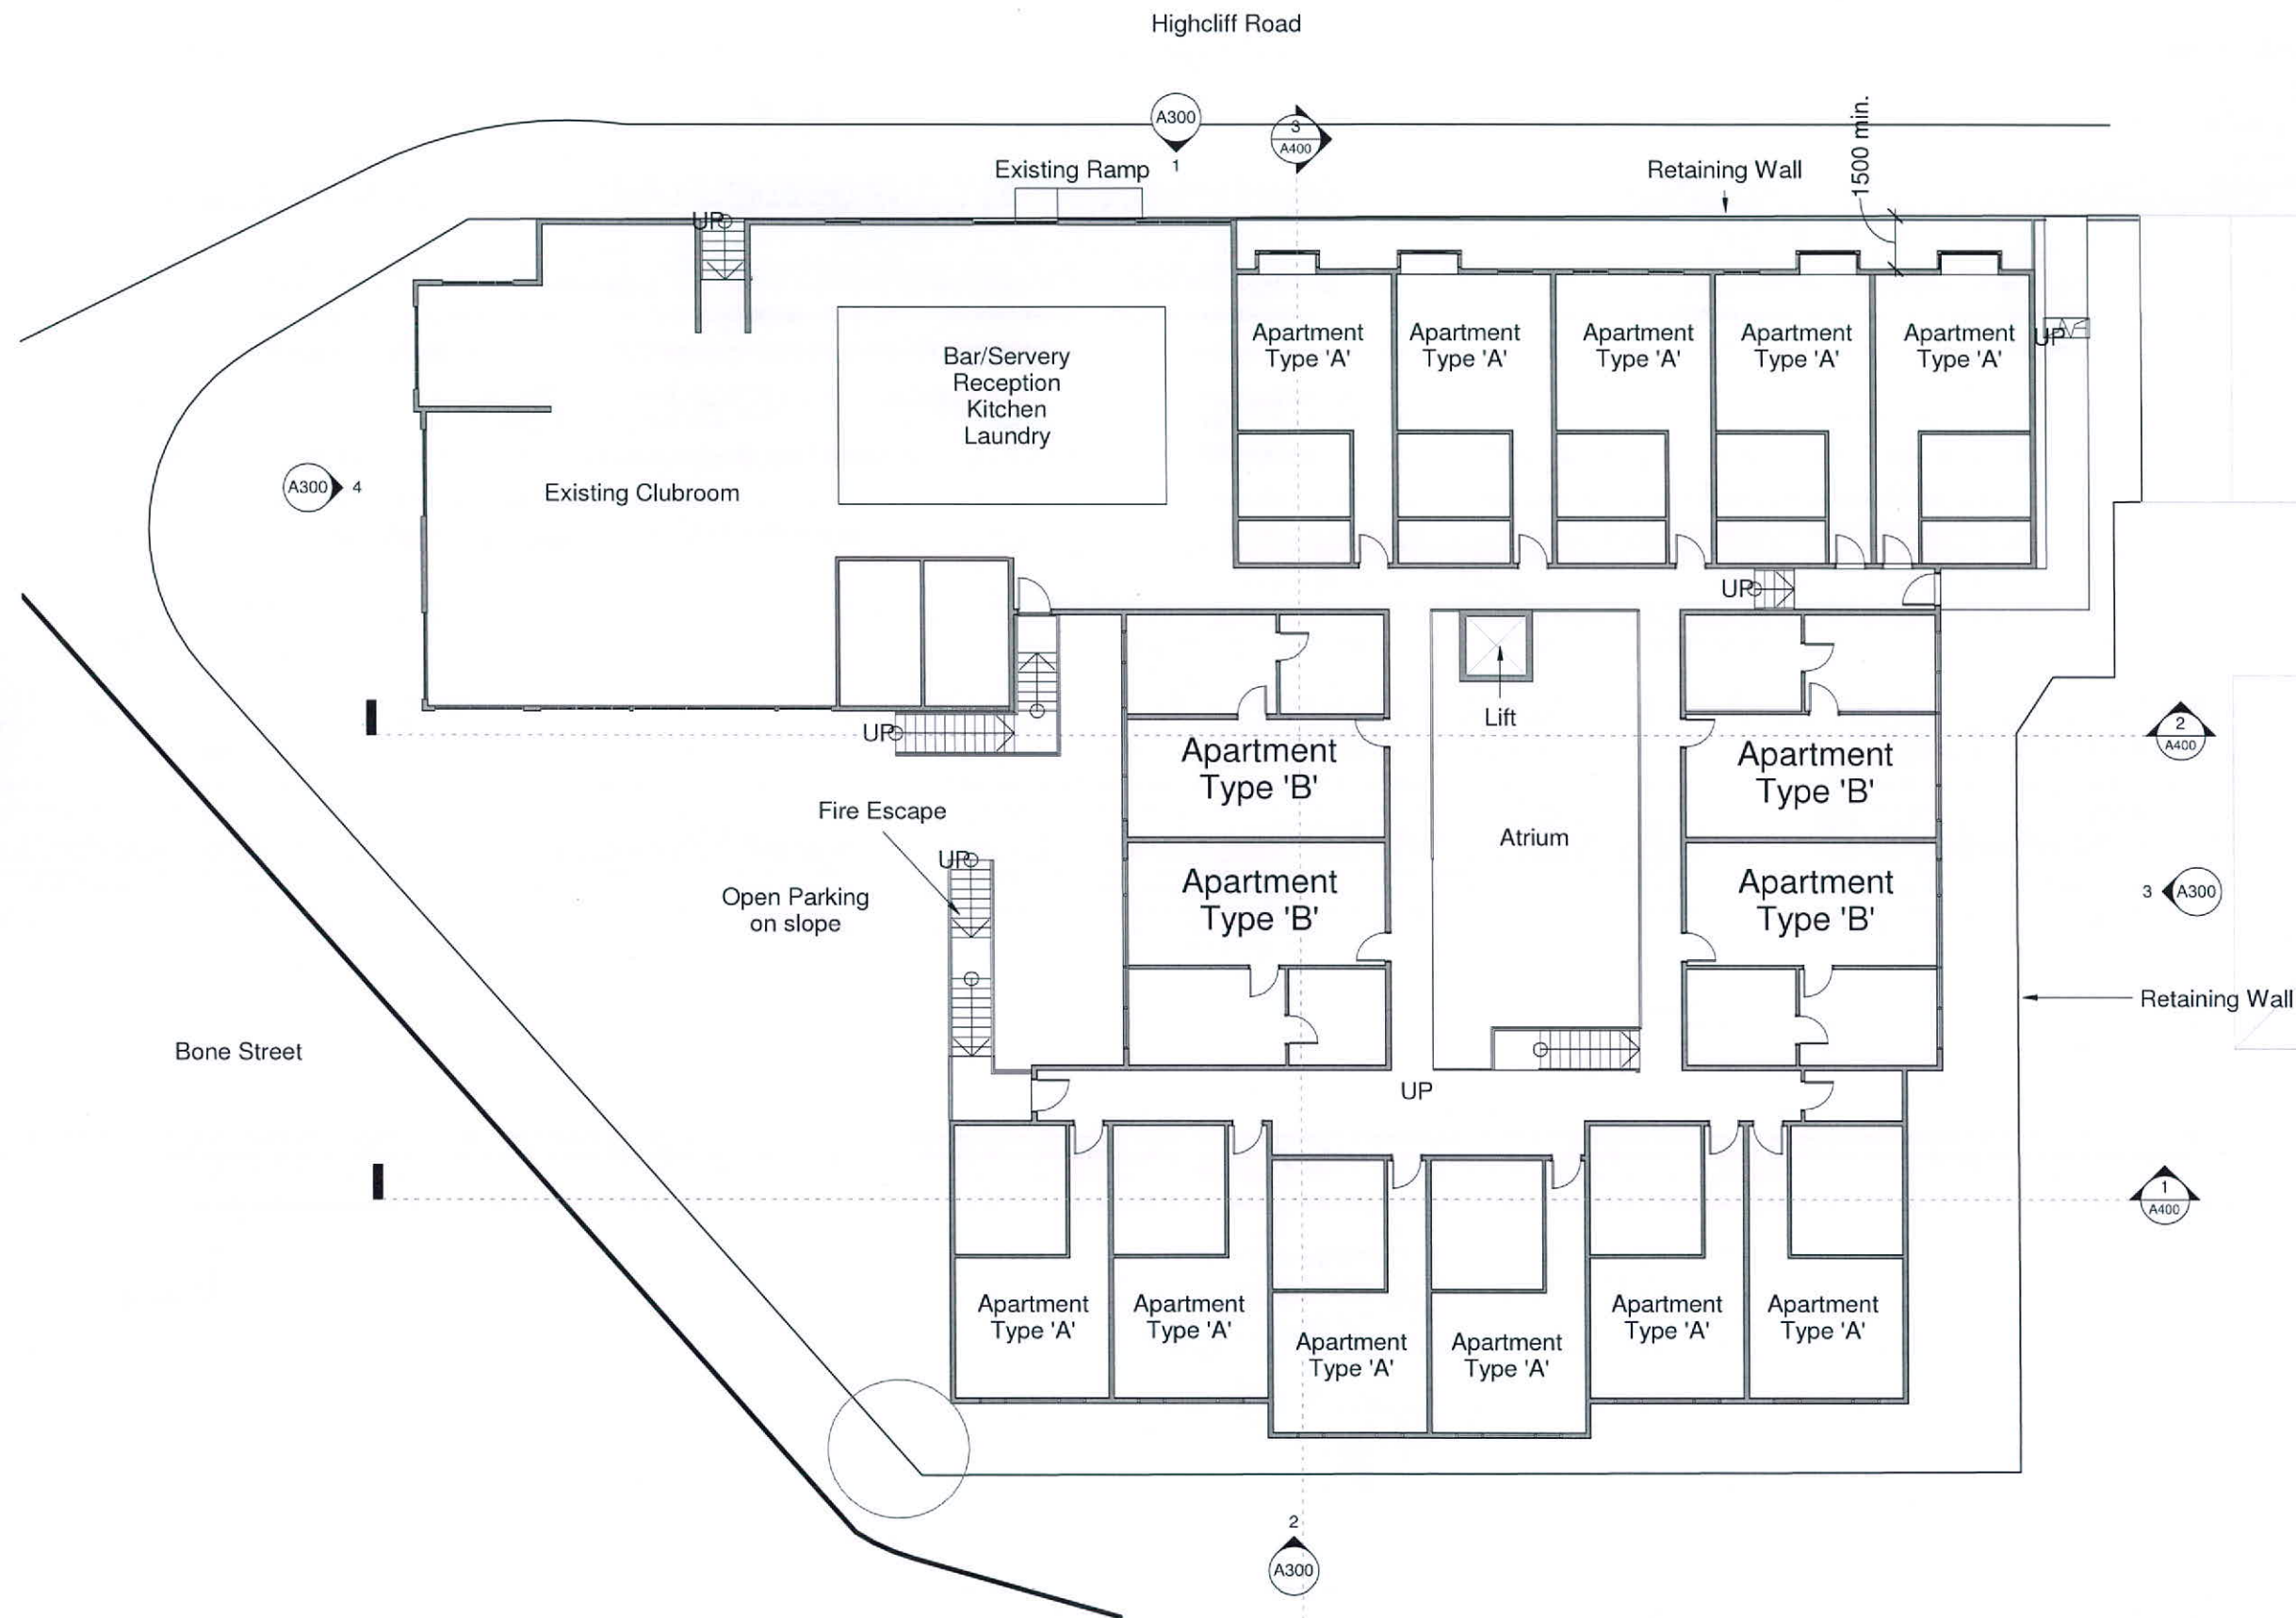 Highcliff Road
A300
1
3
A400
1500 min.
Existing Ramp
Retaining Wall
UP
Apartment
Type 'A'
Apartment
Type 'A'
Apartment
Type 'A'
Apartment
Type 'A'
Apartment
Type 'A'
UP
Bar/Servery
Reception
Kitchen
Laundry
A300
4
Existing Clubroom
UP
Lift
UP
2
A400
Apartment
Type 'B'
Apartment
Type 'B'
Fire Escape
Atrium
UP
Open Parking
on slope
Apartment
Type 'B'
Apartment
Type 'B'
3
A300
Retaining Wall
Bone Street
UP
1
A400
Apartment
Type 'A'
Apartment
Type 'A'
Apartment
Type 'A'
Apartment
Type 'A'
Apartment
Type 'A'
Apartment
Type 'A'
2
A300